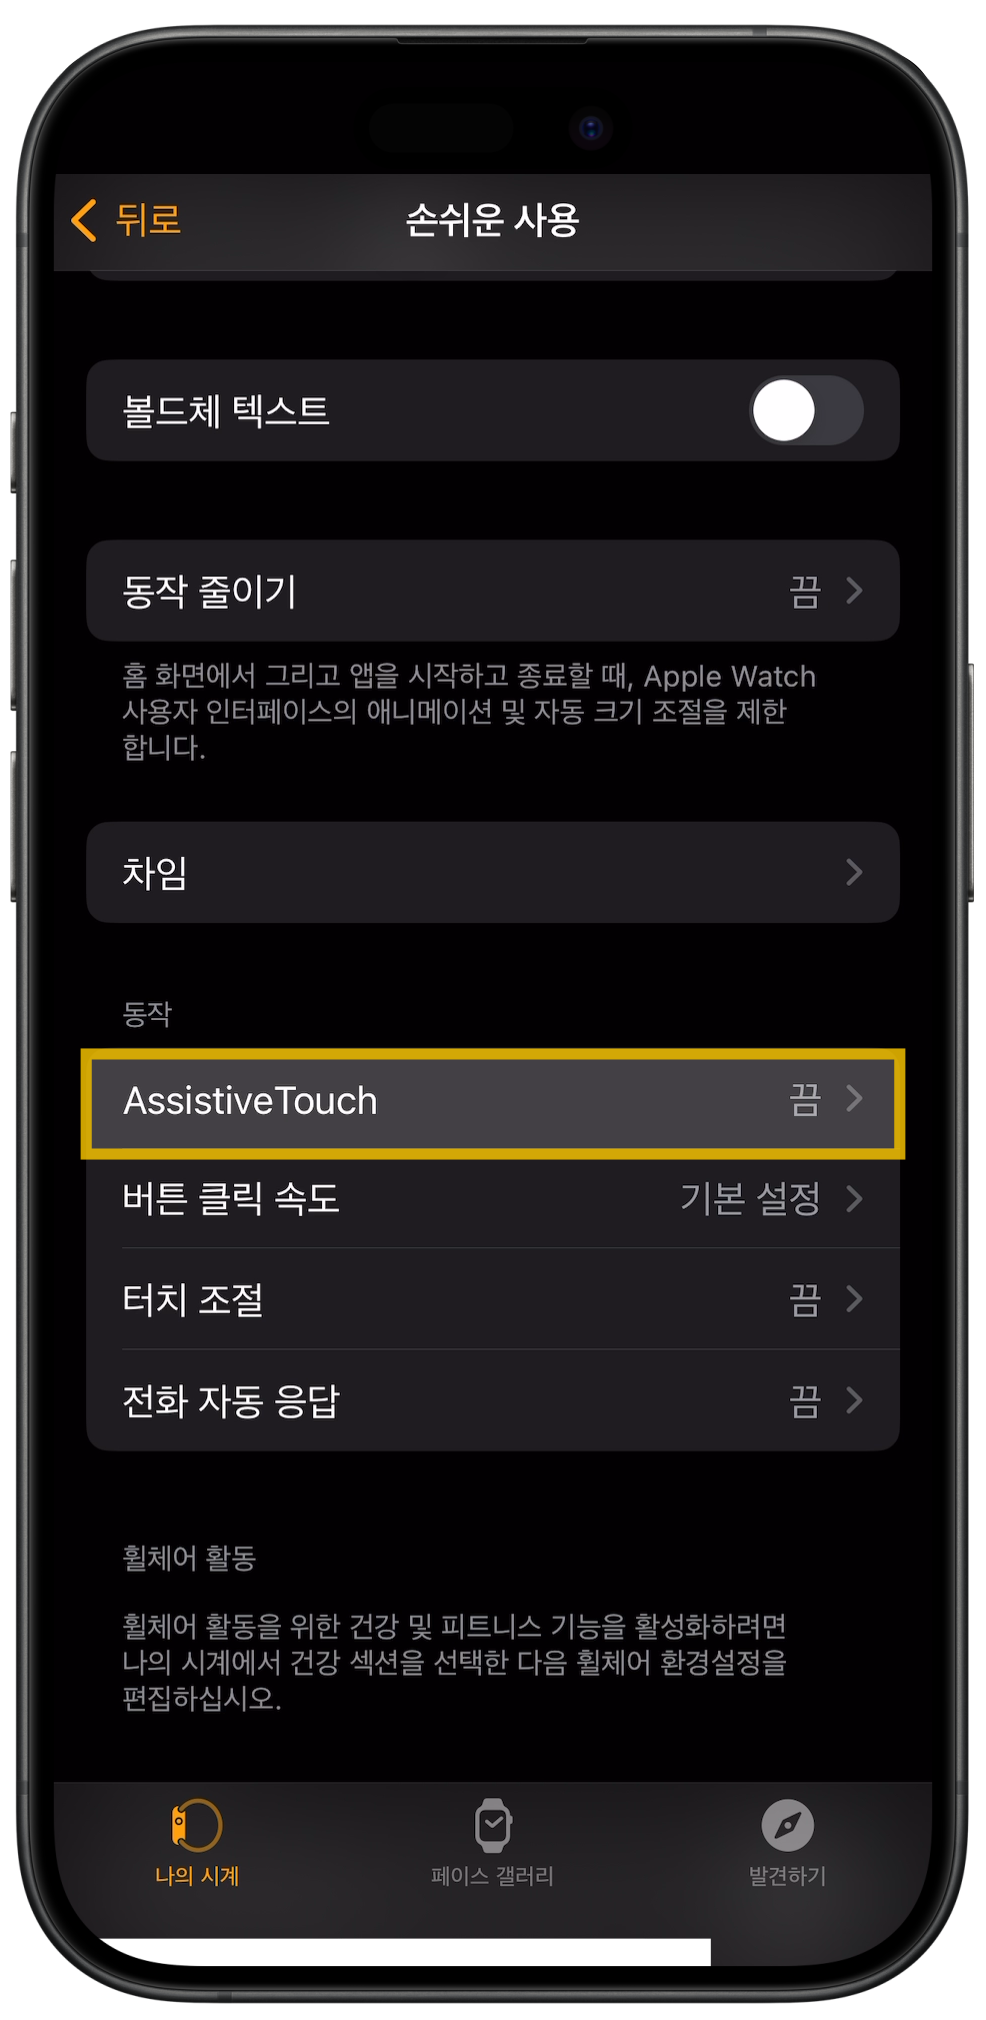 뒤로
손쉬운 사용
볼드체 텍스트
동작 줄이기 끔
홈 화면에서 그리고 앱을 시작하고 종료할 때, Apple Watch
사용자 인터페이스의 애니메이션 및 자동 크기 조절을 제한
합니다.
차임
동작
AssistiveTouch 끔
버튼 클릭 속도 기본 설정
터치 조절 끔
전화 자동 응답 끔
휠체어 활동
휠체어 활동을 위한 건강 및 피트니스 기능을 활성화하려면
나의 시계에서 건강 섹션을 선택한 다음 휠체어 환경설정을
편집하십시오.
나의 시계 페이스 갤러리 발견하기